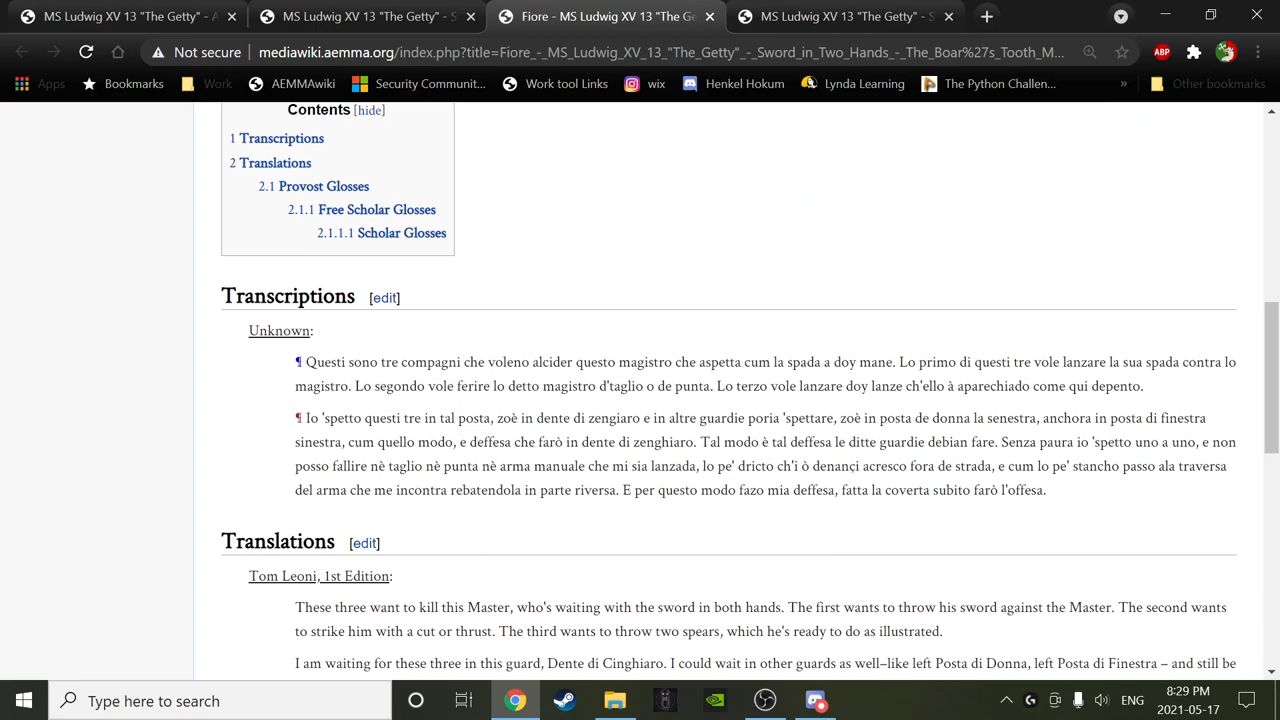 MS Ludwig XV 13 "The Getty" - A
MS Ludwig XV 13 "The Getty" - S
Fiore - MS Ludwig XV 13 "The Ge
MS Ludwig XV 13 "The Getty" - S
Not secure
mediawiki.aemma.org/index.php?title=Fiore_-_MS_Ludwig_XV_13_"The_Getty"_-_Sword_in_Two_Hands_-_The_Boar%27s_Tooth_M...
ABP
Apps
Bookmarks
Work
AEMMAwiki
Security Communit...
Work tool Links
wix
Henkel Hokum
Lynda Learning
The Python Challen...
»
Other bookmarks
Contents [hide]
1 Transcriptions
2 Translations
2.1 Provost Glosses
2.1.1 Free Scholar Glosses
2.1.1.1 Scholar Glosses
Transcriptions [edit]
Unknown:
¶ Questi sono tre compagni che voleno alcider questo magistro che aspetta cum la spada a doy mane. Lo primo di questi tre vole lanzare la sua spada contra lo
magistro. Lo segondo vole ferire lo detto magistro d'taglio o de punta. Lo terzo vole lanzare doy lanze ch'ello à aparechiado come qui depento.
¶ Io 'spetto questi tre in tal posta, zoè in dente di zengiaro e in altre guardie poria 'spettare, zoè in posta de donna la senestra, anchora in posta di finestra
sinestra, cum quello modo, e deffesa che farò in dente di zenghiaro. Tal modo è tal deffesa le ditte guardie debian fare. Senza paura io 'spetto uno a uno, e non
posso fallire nè taglio nè punta nè arma manuale che mi sia lanzada, lo pe' dricto ch'i ò denançi acresco fora de strada, e cum lo pe' stancho passo ala traversa
del arma che me incontra rebatendola in parte riversa. E per questo modo fazo mia deffesa, fatta la coverta subito farò l'offesa.
Translations [edit]
Tom Leoni, 1st Edition:
These three want to kill this Master, who's waiting with the sword in both hands. The first wants to throw his sword against the Master. The second wants
to strike him with a cut or thrust. The third wants to throw two spears, which he's ready to do as illustrated.
I am waiting for these three in this guard, Dente di Cinghiaro. I could wait in other guards as well–like left Posta di Donna, left Posta di Finestra – and still be
Type here to search
ENG
8:29 PM
2021-05-17